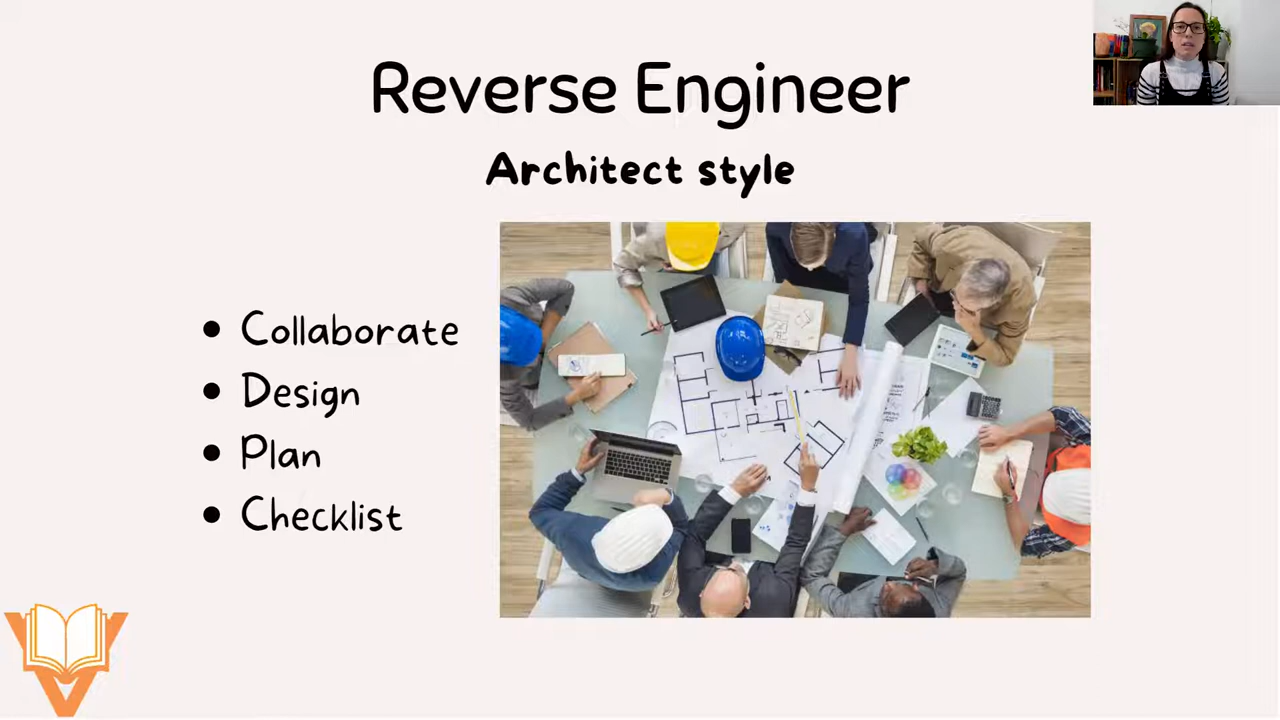 Reverse Engineer
Architect style
• Collaborate
• Design
• Plan
• Checklist